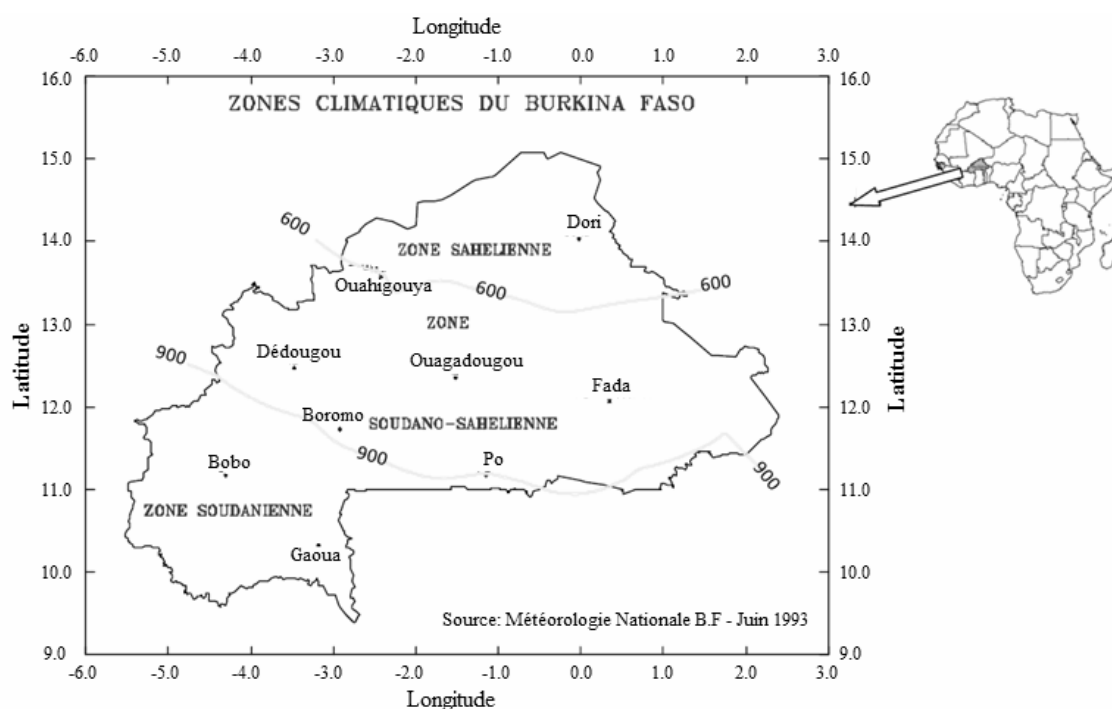 Longitude
-6.0 -5.0 -4.0 -3.0 -2.0 -1.0 0.0 1.0 2.0 3.0
16.0 16.0
ZONES CLIMATIQUES DU BURKINA FASO
15.0 15.0
Dori
600
14.0 14.0
ZONE SAHELIENNE
Ouahigouya
600 600
13.0 13.0
ZONE
900
Dédougou
Ouagadougou
Fada
Latitude Latitude
12.0 12.0
Boromo
SOUDANO-SAHELIENNE
900
Bobo
Po
900
11.0 11.0
ZONE SOUDANIENNE
Gaoua
10.0 10.0
Source: Météorologie Nationale B.F - Juin 1993
9.0 9.0
-6.0 -5.0 -4.0 -3.0 -2.0 -1.0 0.0 1.0 2.0 3.0
Longitude